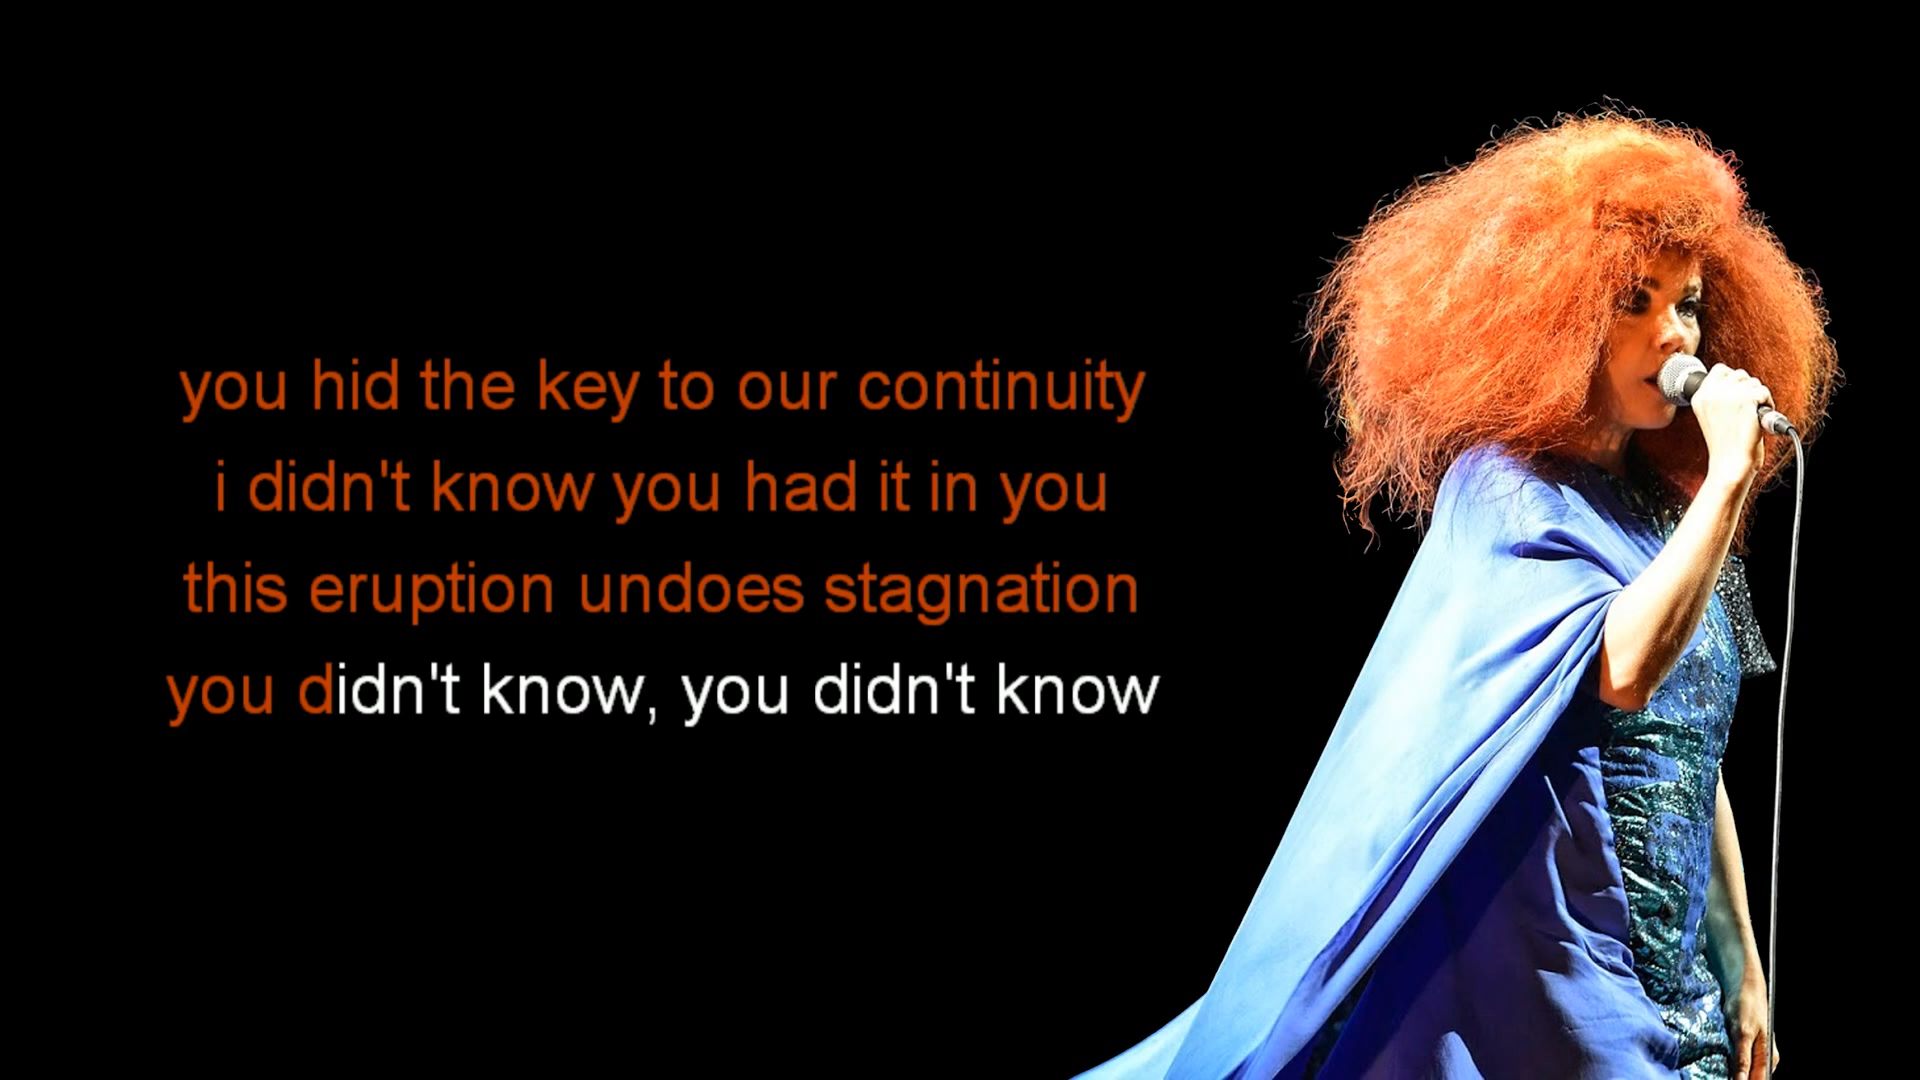 you hid the key to our continuity
i didn't know you had it in you
this eruption undoes stagnation
you didn't know, you didn't know